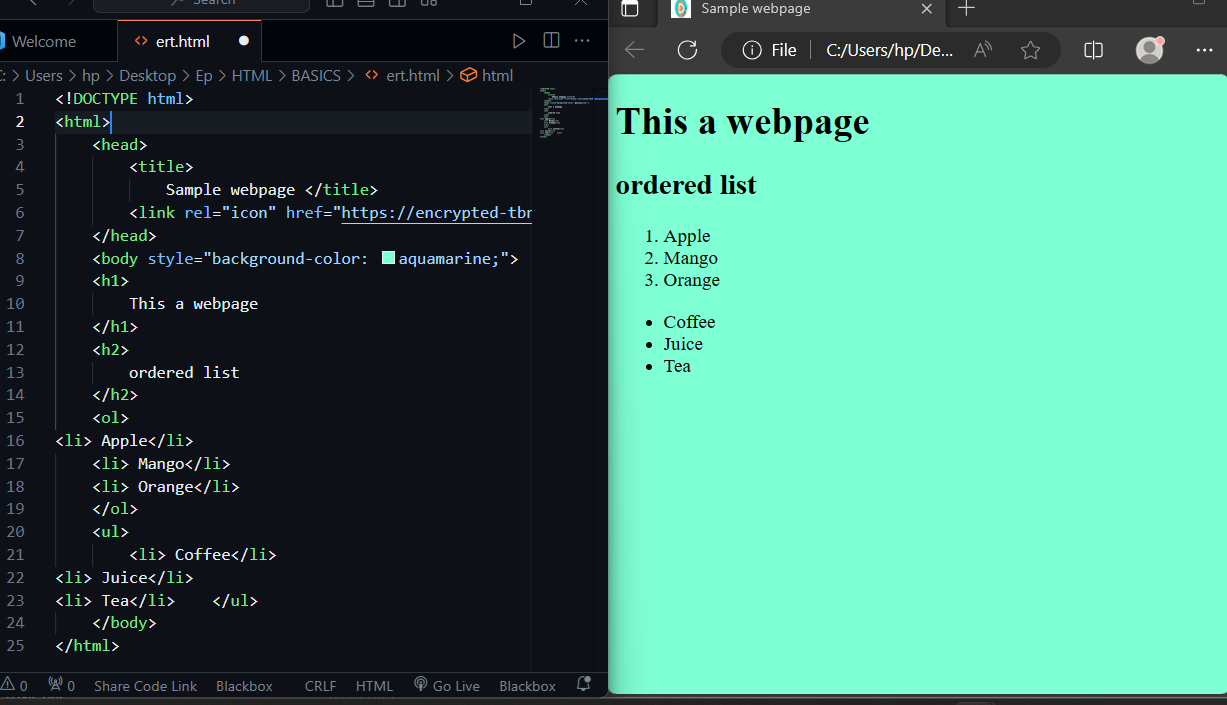 Search
Welcome
ert.html
: > Users > hp > Desktop > Ep > HTML > BASICS > ert.html > html
1 <!DOCTYPE html>
2 <html>
3 <head>
4 <title>
5 Sample webpage </title>
6 <link rel="icon" href="https://encrypted-tbn
7 </head>
8 <body style="background-color: aquamarine;">
9 <h1>
10 This a webpage
11 </h1>
12 <h2>
13 ordered list
14 </h2>
15 <ol>
16 <li> Apple</li>
17 <li> Mango</li>
18 <li> Orange</li>
19 </ol>
20 <ul>
21 <li> Coffee</li>
22 <li> Juice</li>
23 <li> Tea</li> </ul>
24 </body>
25 </html>
0 0 Share Code Link Blackbox CRLF HTML Go Live Blackbox
Sample webpage
File C:/Users/hp/De...
This a webpage
ordered list
1. Apple
2. Mango
3. Orange
• Coffee
• Juice
• Tea